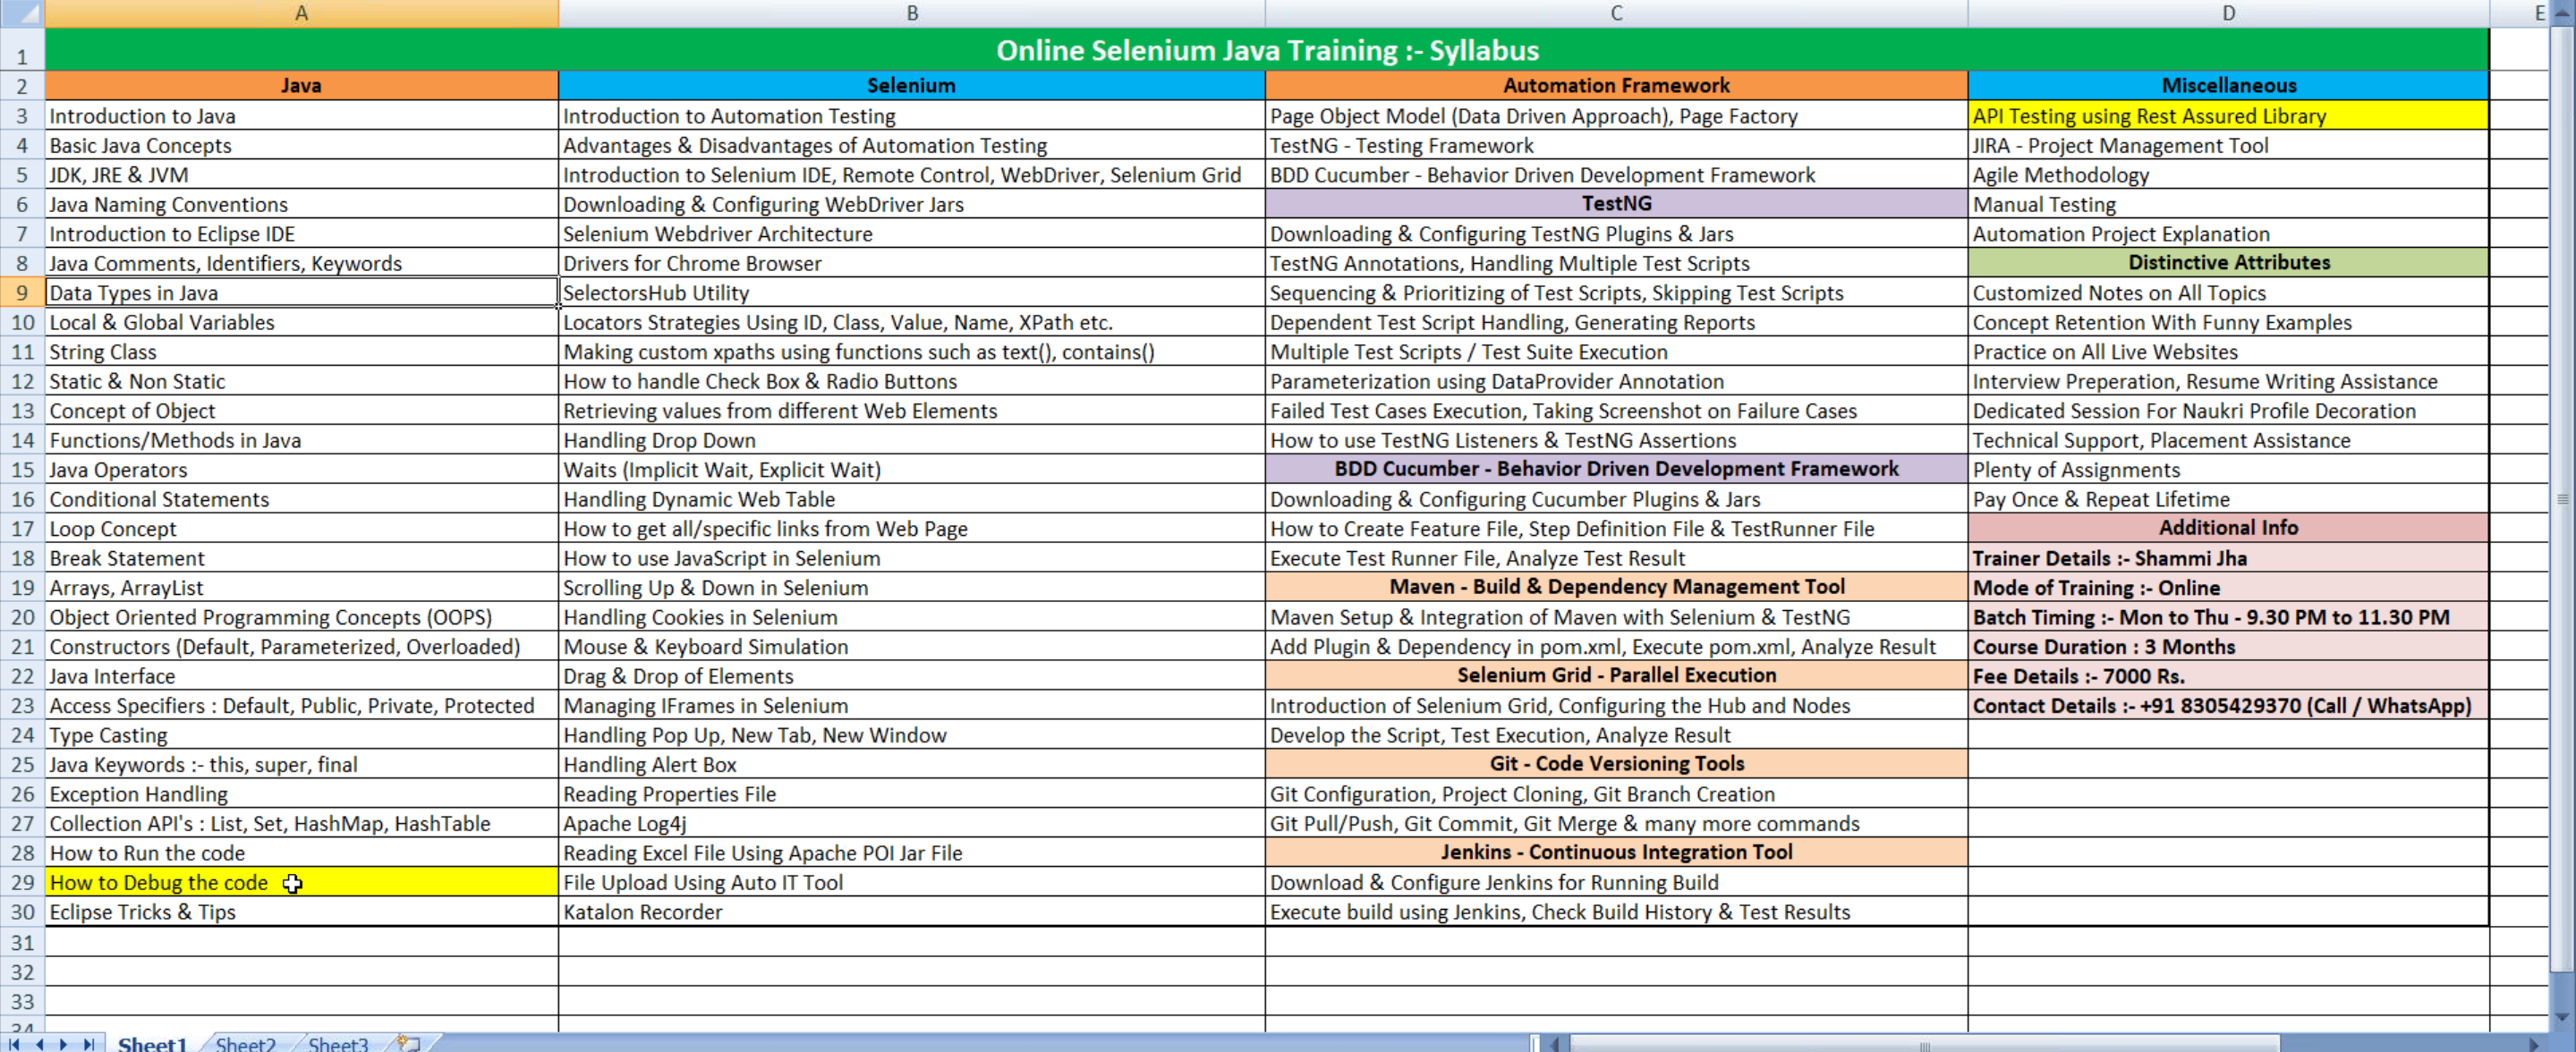 A B C D E
1 Online Selenium Java Training :- Syllabus
2 Java Selenium Automation Framework Miscellaneous
3 Introduction to Java Introduction to Automation Testing Page Object Model (Data Driven Approach), Page Factory API Testing using Rest Assured Library
4 Basic Java Concepts Advantages & Disadvantages of Automation Testing TestNG - Testing Framework JIRA - Project Management Tool
5 JDK, JRE & JVM Introduction to Selenium IDE, Remote Control, WebDriver, Selenium Grid BDD Cucumber - Behavior Driven Development Framework Agile Methodology
6 Java Naming Conventions Downloading & Configuring WebDriver Jars TestNG Manual Testing
7 Introduction to Eclipse IDE Selenium Webdriver Architecture Downloading & Configuring TestNG Plugins & Jars Automation Project Explanation
8 Java Comments, Identifiers, Keywords Drivers for Chrome Browser TestNG Annotations, Handling Multiple Test Scripts Distinctive Attributes
9 Data Types in Java SelectorsHub Utility Sequencing & Prioritizing of Test Scripts, Skipping Test Scripts Customized Notes on All Topics
10 Local & Global Variables Locators Strategies Using ID, Class, Value, Name, XPath etc. Dependent Test Script Handling, Generating Reports Concept Retention With Funny Examples
11 String Class Making custom xpaths using functions such as text(), contains() Multiple Test Scripts / Test Suite Execution Practice on All Live Websites
12 Static & Non Static How to handle Check Box & Radio Buttons Parameterization using DataProvider Annotation Interview Preperation, Resume Writing Assistance
13 Concept of Object Retrieving values from different Web Elements Failed Test Cases Execution, Taking Screenshot on Failure Cases Dedicated Session For Naukri Profile Decoration
14 Functions/Methods in Java Handling Drop Down How to use TestNG Listeners & TestNG Assertions Technical Support, Placement Assistance
15 Java Operators Waits (Implicit Wait, Explicit Wait) BDD Cucumber - Behavior Driven Development Framework Plenty of Assignments
16 Conditional Statements Handling Dynamic Web Table Downloading & Configuring Cucumber Plugins & Jars Pay Once & Repeat Lifetime
17 Loop Concept How to get all/specific links from Web Page How to Create Feature File, Step Definition File & TestRunner File Additional Info
18 Break Statement How to use JavaScript in Selenium Execute Test Runner File, Analyze Test Result Trainer Details :- Shammi Jha
19 Arrays, ArrayList Scrolling Up & Down in Selenium Maven - Build & Dependency Management Tool Mode of Training :- Online
20 Object Oriented Programming Concepts (OOPS) Handling Cookies in Selenium Maven Setup & Integration of Maven with Selenium & TestNG Batch Timing :- Mon to Thu - 9.30 PM to 11.30 PM
21 Constructors (Default, Parameterized, Overloaded) Mouse & Keyboard Simulation Add Plugin & Dependency in pom.xml, Execute pom.xml, Analyze Result Course Duration : 3 Months
22 Java Interface Drag & Drop of Elements Selenium Grid - Parallel Execution Fee Details :- 7000 Rs.
23 Access Specifiers : Default, Public, Private, Protected Managing IFrames in Selenium Introduction of Selenium Grid, Configuring the Hub and Nodes Contact Details :- +91 8305429370 (Call / WhatsApp)
24 Type Casting Handling Pop Up, New Tab, New Window Develop the Script, Test Execution, Analyze Result
25 Java Keywords :- this, super, final Handling Alert Box Git - Code Versioning Tools
26 Exception Handling Reading Properties File Git Configuration, Project Cloning, Git Branch Creation
27 Collection API's : List, Set, HashMap, HashTable Apache Log4j Git Pull/Push, Git Commit, Git Merge & many more commands
28 How to Run the code Reading Excel File Using Apache POI Jar File Jenkins - Continuous Integration Tool
29 How to Debug the code File Upload Using Auto IT Tool Download & Configure Jenkins for Running Build
30 Eclipse Tricks & Tips Katalon Recorder Execute build using Jenkins, Check Build History & Test Results
31
32
33
34
Sheet1 Sheet2 Sheet3